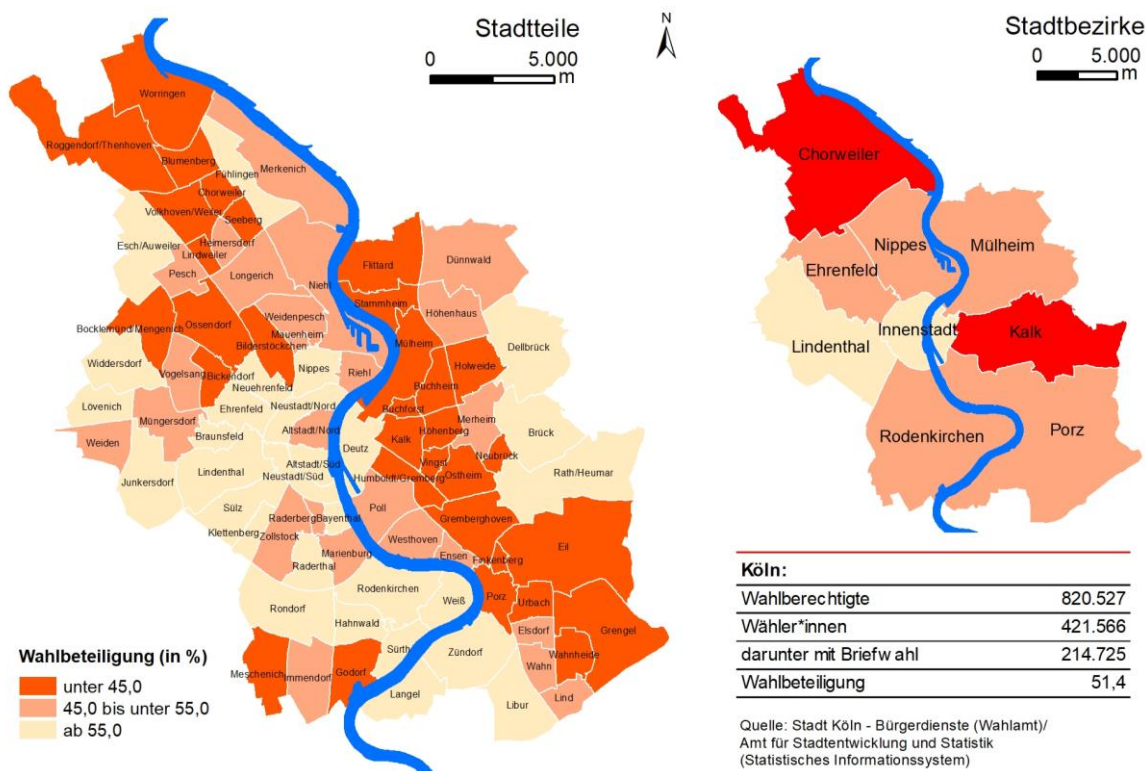 Stadtteile
0 5.000
m
N
Worringen
Roggendorf/Thenhoven
Blumenberg
Fühlingen
Merkenich
Chorweiler
Volkhoven/Weiler
Seeberg
Esch/Auweiler
Heimersdorf
Lindweiler
Pesch
Longerich
Niehl
Flittard
Dünnwald
Stammheim
Höhenhaus
Bocklemünd/Mengenich
Ossendorf
Weidenpesch
Mauenheim
Bilderstöckchen
Mülheim
Dellbrück
Widdersdorf
Vogelsang
Bickendorf
Nippes
Riehl
Holweide
Buchheim
Neuehrenfeld
Lövenich
Ehrenfeld
Neustadt/Nord
Buchforst
Müngersdorf
Altstadt/Nord
Merheim
Weiden
Braunsfeld
Deutz
Kalk
Höhenberg
Brück
Neubrück
Junkersdorf
Lindenthal
Altstadt/Süd
Neustadt/Süd
Vingst
Ostheim
Rath/Heumar
Humboldt/Gremberg
Sülz
Raderberg
Bayenthal
Poll
Gremberghoven
Klettenberg
Zollstock
Westhoven
Eil
Marienburg
Ensen
Finkenberg
Raderthal
Rodenkirchen
Weiß
Porz
Urbach
Rondorf
Hahnwald
Elsdorf
Grengel
Sürth
Zündorf
Wahn
Wahnheide
Meschenich
Immendorf
Godorf
Langel
Libur
Lind
Wahlbeteiligung (in %)
unter 45,0
45,0 bis unter 55,0
ab 55,0
Stadtbezirke
0 5.000
m
Chorweiler
Nippes
Mülheim
Ehrenfeld
Innenstadt
Lindenthal
Kalk
Rodenkirchen
Porz
Köln:
Wahlberechtigte 820.527
Wähler*innen 421.566
darunter mit Briefwahl 214.725
Wahlbeteiligung 51,4
Quelle: Stadt Köln - Bürgerdienste (Wahlamt)/
Amt für Stadtentwicklung und Statistik
(Statistisches Informationssystem)